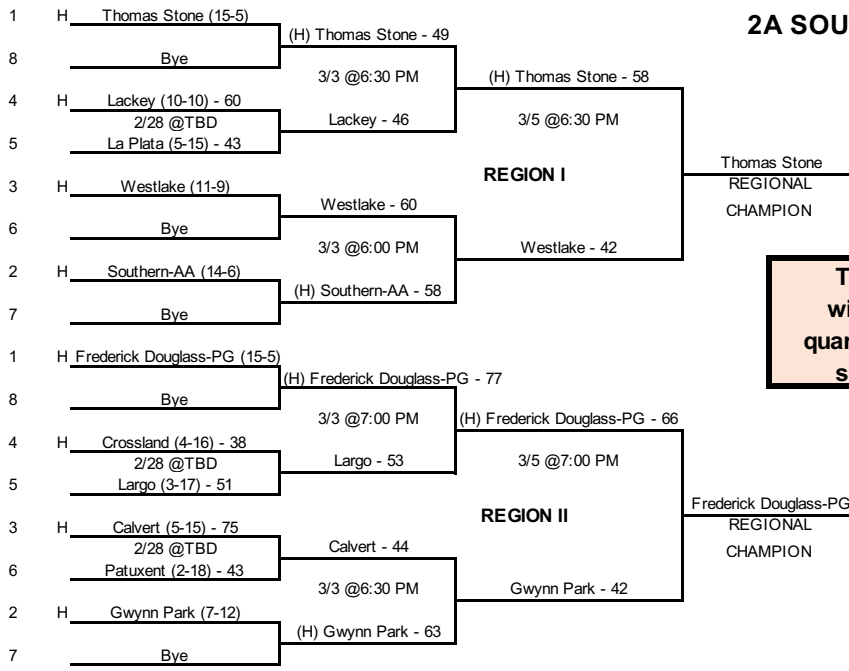 2A SOU
1 H Thomas Stone (15-5)
(H) Thomas Stone - 49
8 Bye
3/3 @6:30 PM
(H) Thomas Stone - 58
4 H Lackey (10-10) - 60
2/28 @TBD
Lackey - 46
3/5 @6:30 PM
5 La Plata (5-15) - 43
REGION I
Thomas Stone
REGIONAL
CHAMPION
3 H Westlake (11-9)
Westlake - 60
6 Bye
3/3 @6:00 PM
Westlake - 42
2 H Southern-AA (14-6)
(H) Southern-AA - 58
7 Bye
T
wi
quar
s
1 H Frederick Douglass-PG (15-5)
(H) Frederick Douglass-PG - 77
8 Bye
3/3 @7:00 PM
(H) Frederick Douglass-PG - 66
4 H Crossland (4-16) - 38
2/28 @TBD
Largo - 53
3/5 @7:00 PM
5 Largo (3-17) - 51
REGION II
Frederick Douglass-PG
REGIONAL
CHAMPION
3 H Calvert (5-15) - 75
2/28 @TBD
Calvert - 44
6 Patuxent (2-18) - 43
3/3 @6:30 PM
Gwynn Park - 42
2 H Gwynn Park (7-12)
(H) Gwynn Park - 63
7 Bye